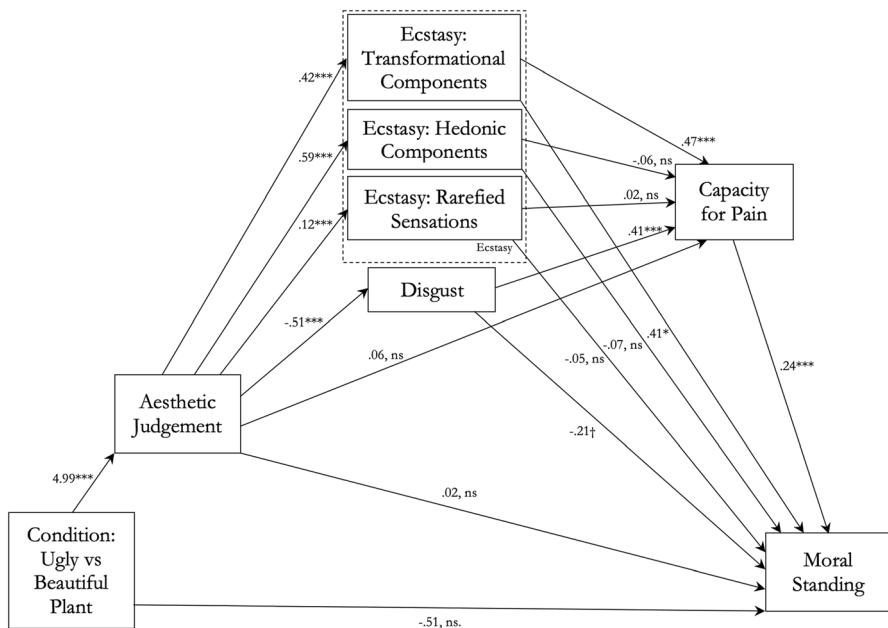 Ecstasy:
Transformational
Components
.42***
Ecstasy: Hedonic
Components
.47***
.59***
-.06, ns
Capacity
for Pain
Ecstasy: Rarefied
Sensations
.02, ns
.12***
.41***
Ecstasy
Disgust
-.51***
.06, ns
-.05, ns
-.07, ns
.41*
.24***
Aesthetic
Judgement
-.21†
4.99***
.02, ns
Condition:
Ugly vs
Beautiful
Plant
Moral
Standing
-.51, ns.